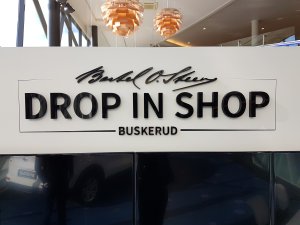 Bertel O. Steen
DROP IN SHOP
BUSKERUD